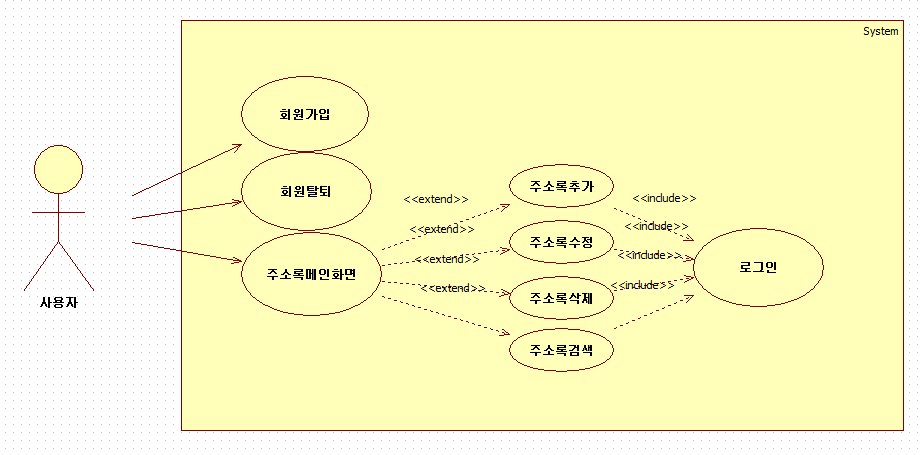 System
회원가입
회원탈퇴
주소록메인화면
사용자
<<extend>>
<<extend>>
<<extend>>
<<extend>>
주소록추가
주소록수정
주소록삭제
주소록검색
<<include>>
<<include>>
<<include>>
<<include>>
로그인